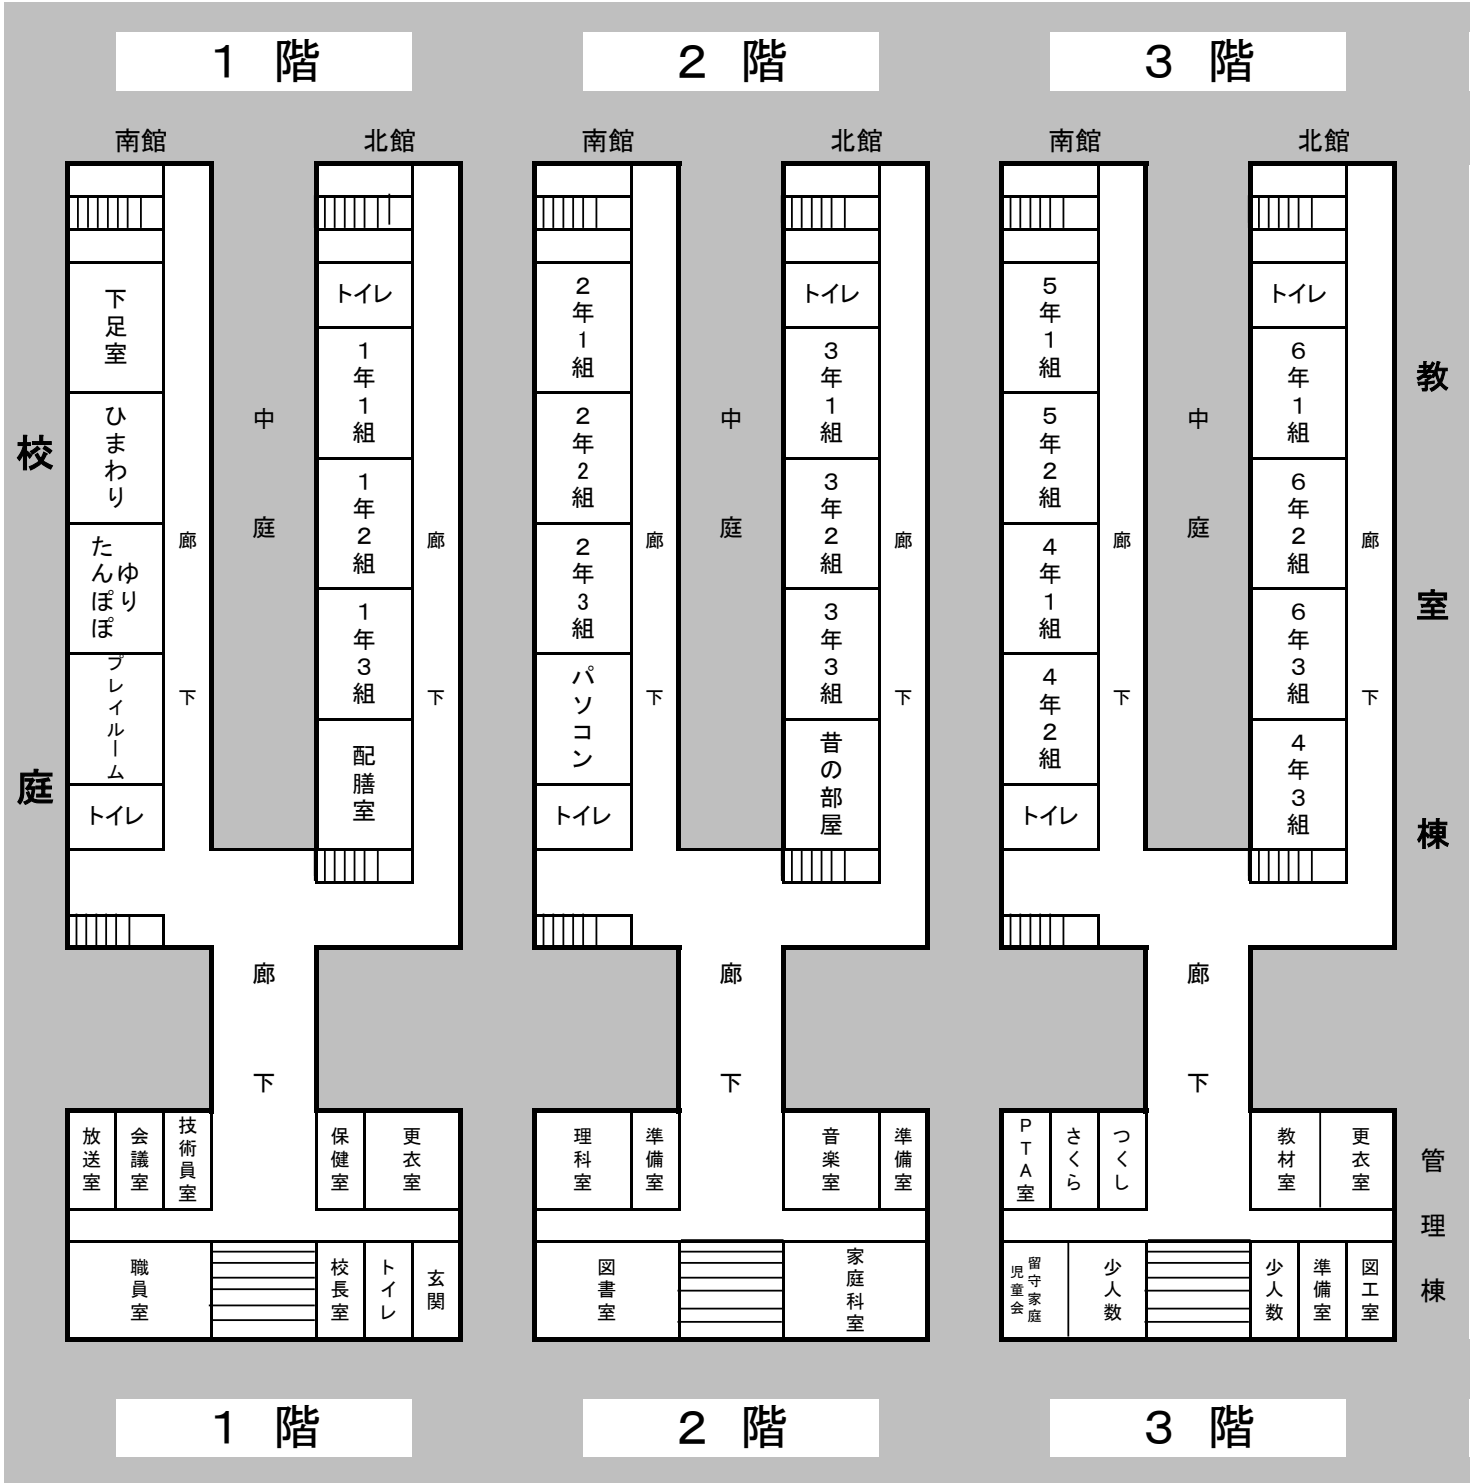 1 階
2 階
3 階
南館
北館
南館
北館
南館
北館
校庭
下足室
ひまわり
たんぽぽ
ゆり
プレイルーム
トイレ
廊下
中庭
トイレ
1年1組
1年2組
1年3組
配膳室
廊下
2年1組
2年2組
2年3組
パソコン
トイレ
廊下
中庭
トイレ
3年1組
3年2組
3年3組
昔の部屋
廊下
5年1組
5年2組
4年1組
4年2組
トイレ
廊下
中庭
トイレ
6年1組
6年2組
6年3組
4年3組
廊下
教室棟
廊下
廊下
廊下
放送室
会議室
技術員室
保健室
更衣室
職員室
校長室
トイレ
玄関
理科室
準備室
音楽室
準備室
図書室
家庭科室
PTA室
さくら
つくし
教材室
更衣室
留守家庭
児童会
少人数
少人数
準備室
図工室
管理棟
1 階
2 階
3 階